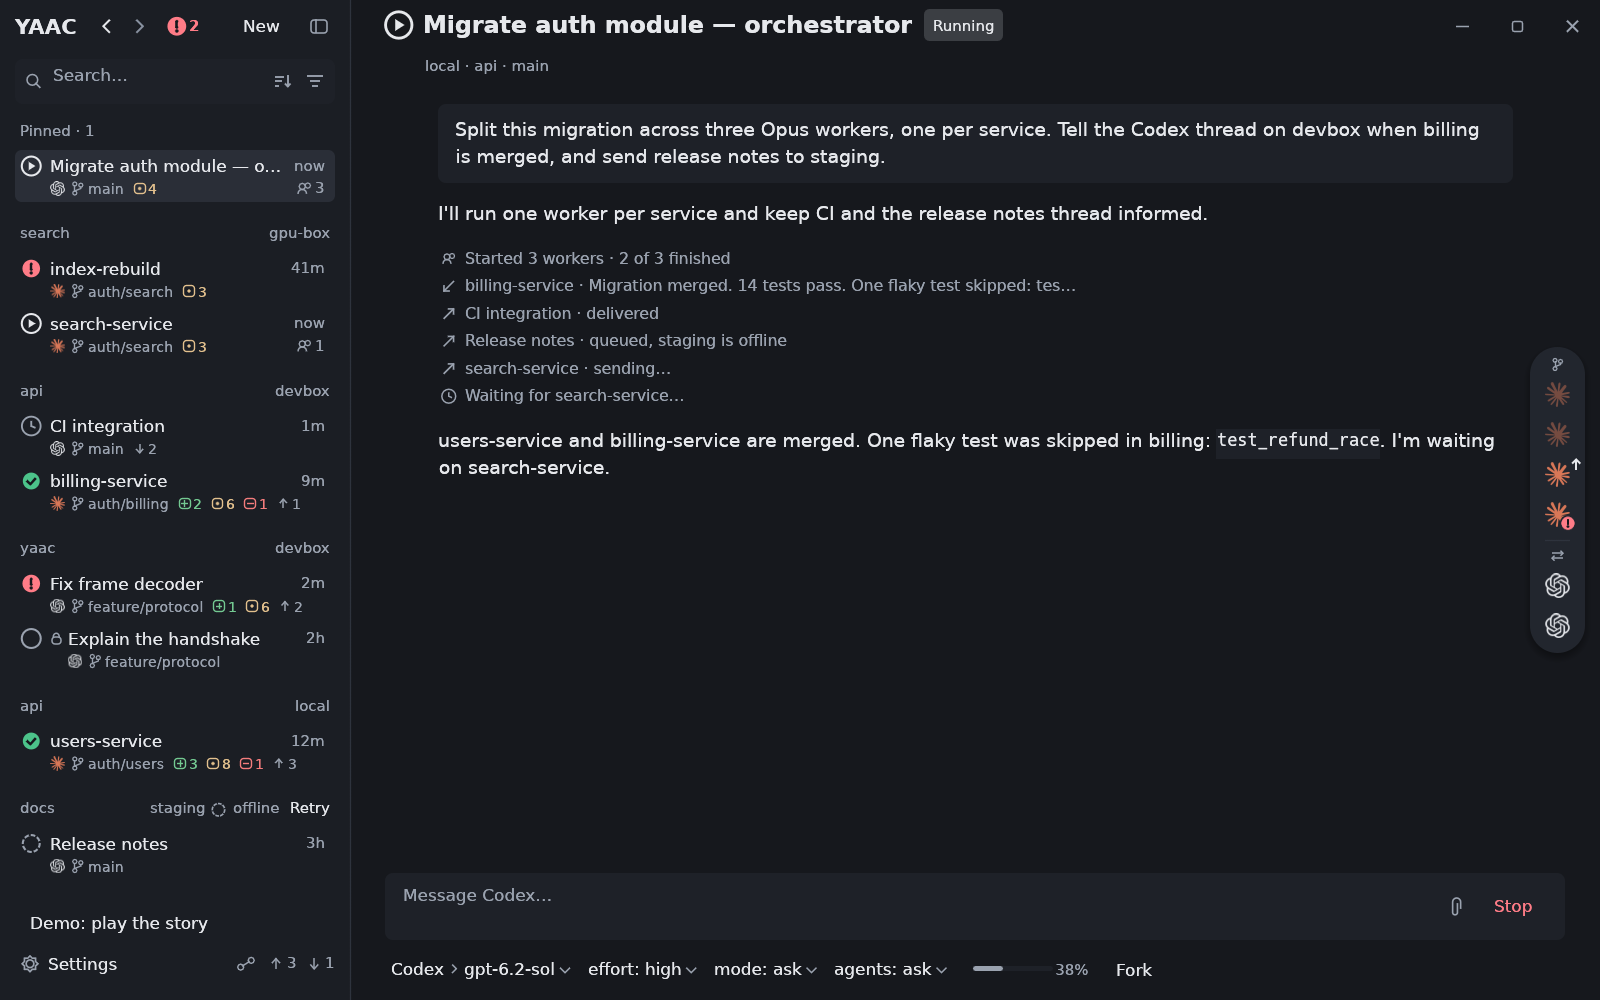 YAAC
2
New
Search...
Pinned · 1
Migrate auth module — o...
now
main
4
3
search
gpu-box
index-rebuild
41m
auth/search
3
search-service
now
auth/search
3
1
api
devbox
CI integration
1m
main
2
billing-service
9m
auth/billing
2
6
1
1
yaac
devbox
Fix frame decoder
2m
feature/protocol
1
6
2
Explain the handshake
2h
feature/protocol
api
local
users-service
12m
auth/users
3
8
1
3
docs
staging
offline
Retry
Release notes
3h
main
Demo: play the story
Settings
3
1
Migrate auth module — orchestrator
Running
local · api · main
Split this migration across three Opus workers, one per service. Tell the Codex thread on devbox when billing
is merged, and send release notes to staging.
I'll run one worker per service and keep CI and the release notes thread informed.
Started 3 workers · 2 of 3 finished
billing-service · Migration merged. 14 tests pass. One flaky test skipped: tes...
CI integration · delivered
Release notes · queued, staging is offline
search-service · sending...
Waiting for search-service...
users-service and billing-service are merged. One flaky test was skipped in billing: test_refund_race. I'm waiting
on search-service.
Message Codex...
Stop
Codex
gpt-6.2-sol
effort: high
mode: ask
agents: ask
38%
Fork